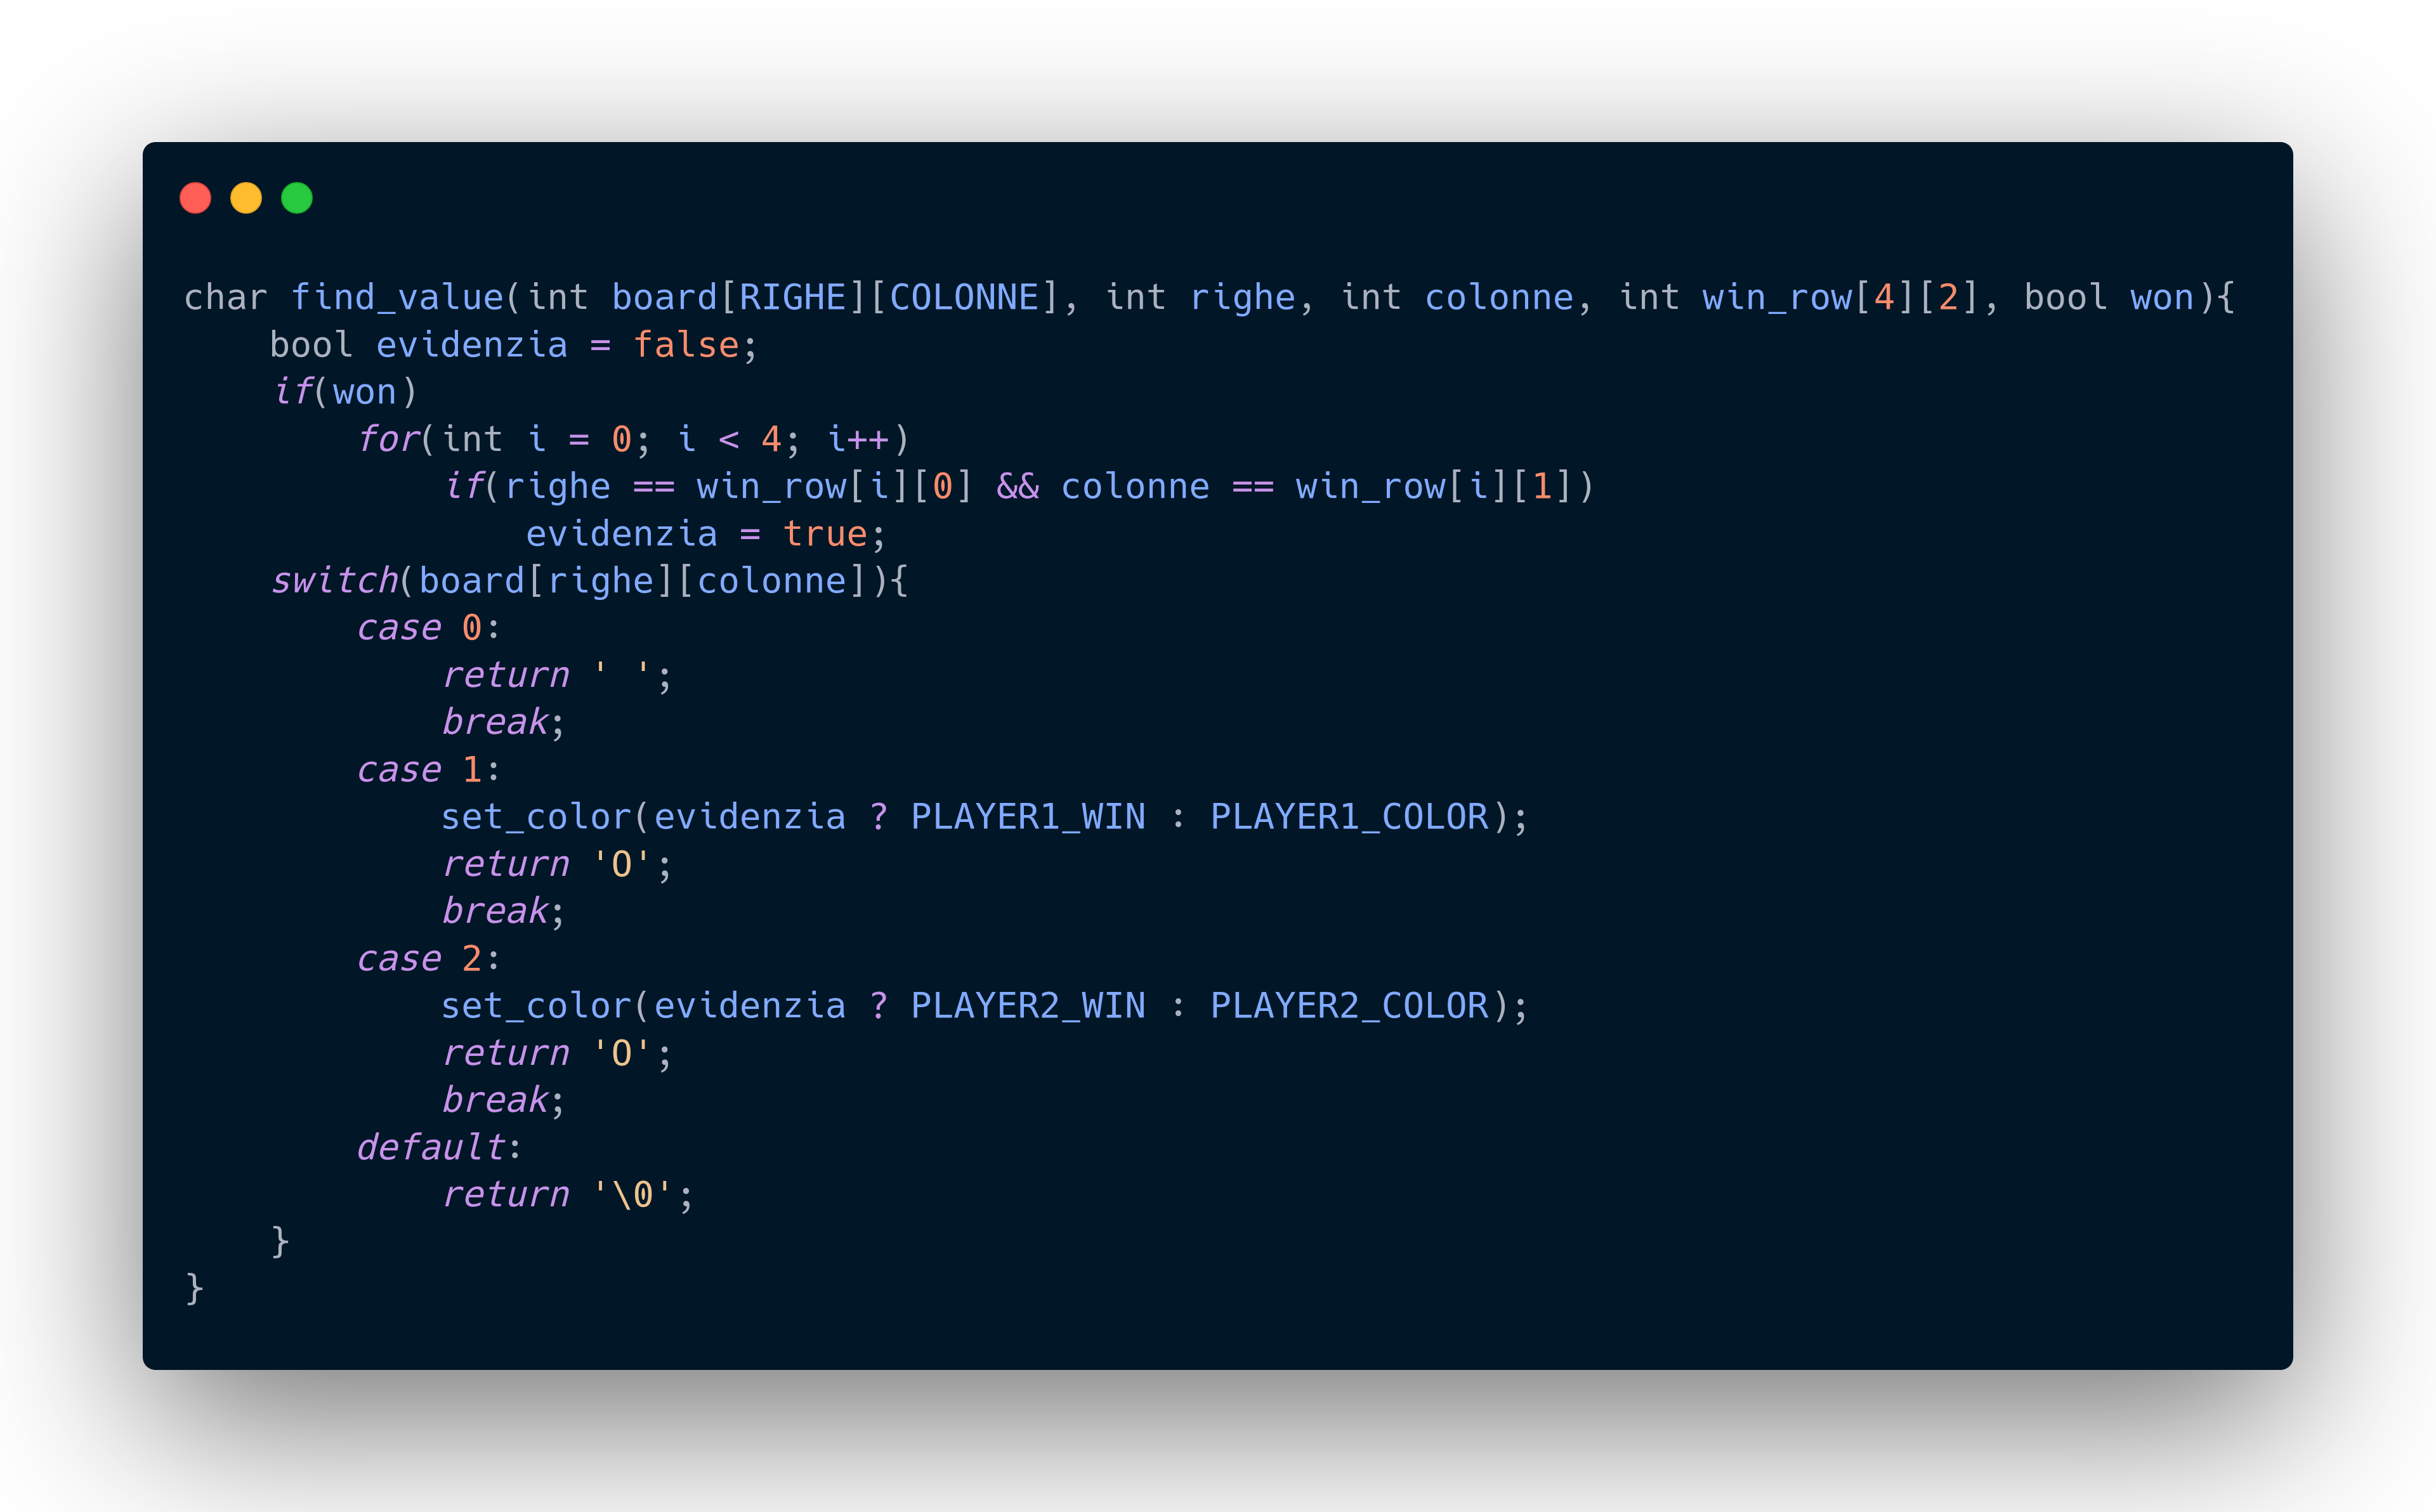 char find_value(int board[RIGHE][COLONNE], int righe, int colonne, int win_row[4][2], bool won){
    bool evidenzia = false;
    if(won)
        for(int i = 0; i < 4; i++)
            if(righe == win_row[i][0] && colonne == win_row[i][1])
                evidenzia = true;
    switch(board[righe][colonne]){
        case 0:
            return ' ';
            break;
        case 1:
            set_color(evidenzia ? PLAYER1_WIN : PLAYER1_COLOR);
            return 'O';
            break;
        case 2:
            set_color(evidenzia ? PLAYER2_WIN : PLAYER2_COLOR);
            return 'O';
            break;
        default:
            return '\0';
    }
}